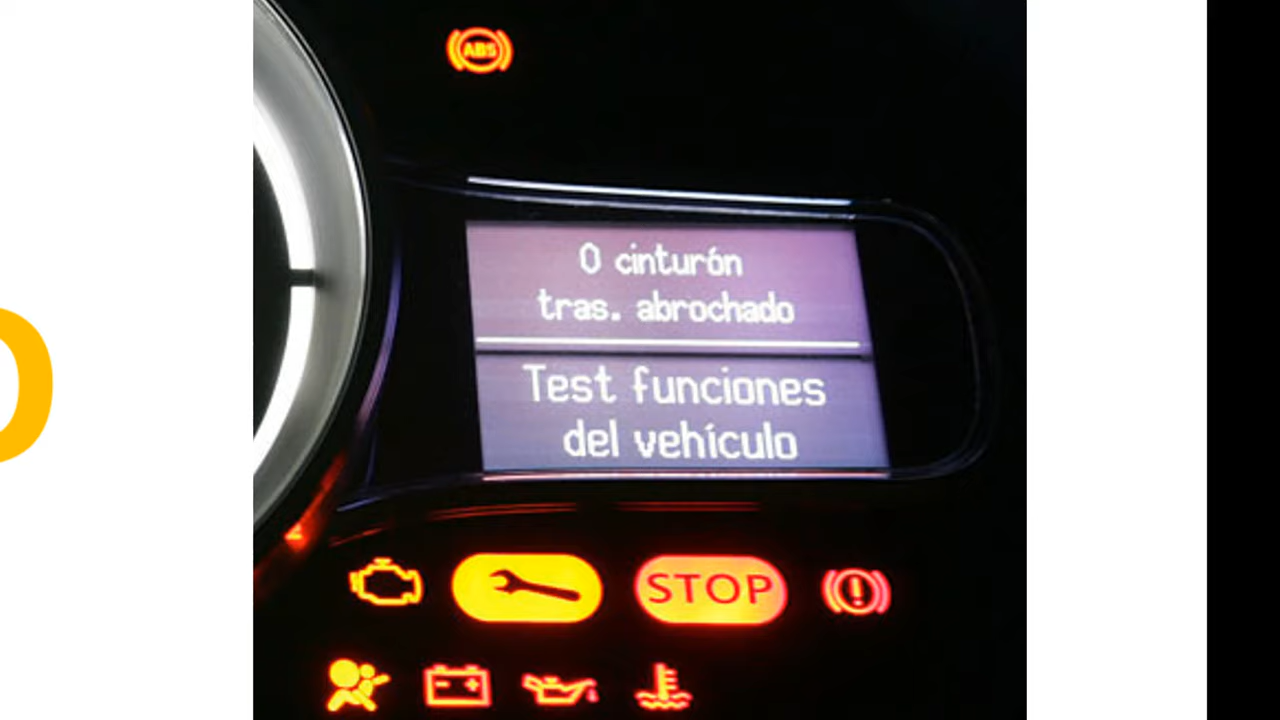 ABS
0 cinturón
tras. abrochado
Test funciones
del vehículo
STOP